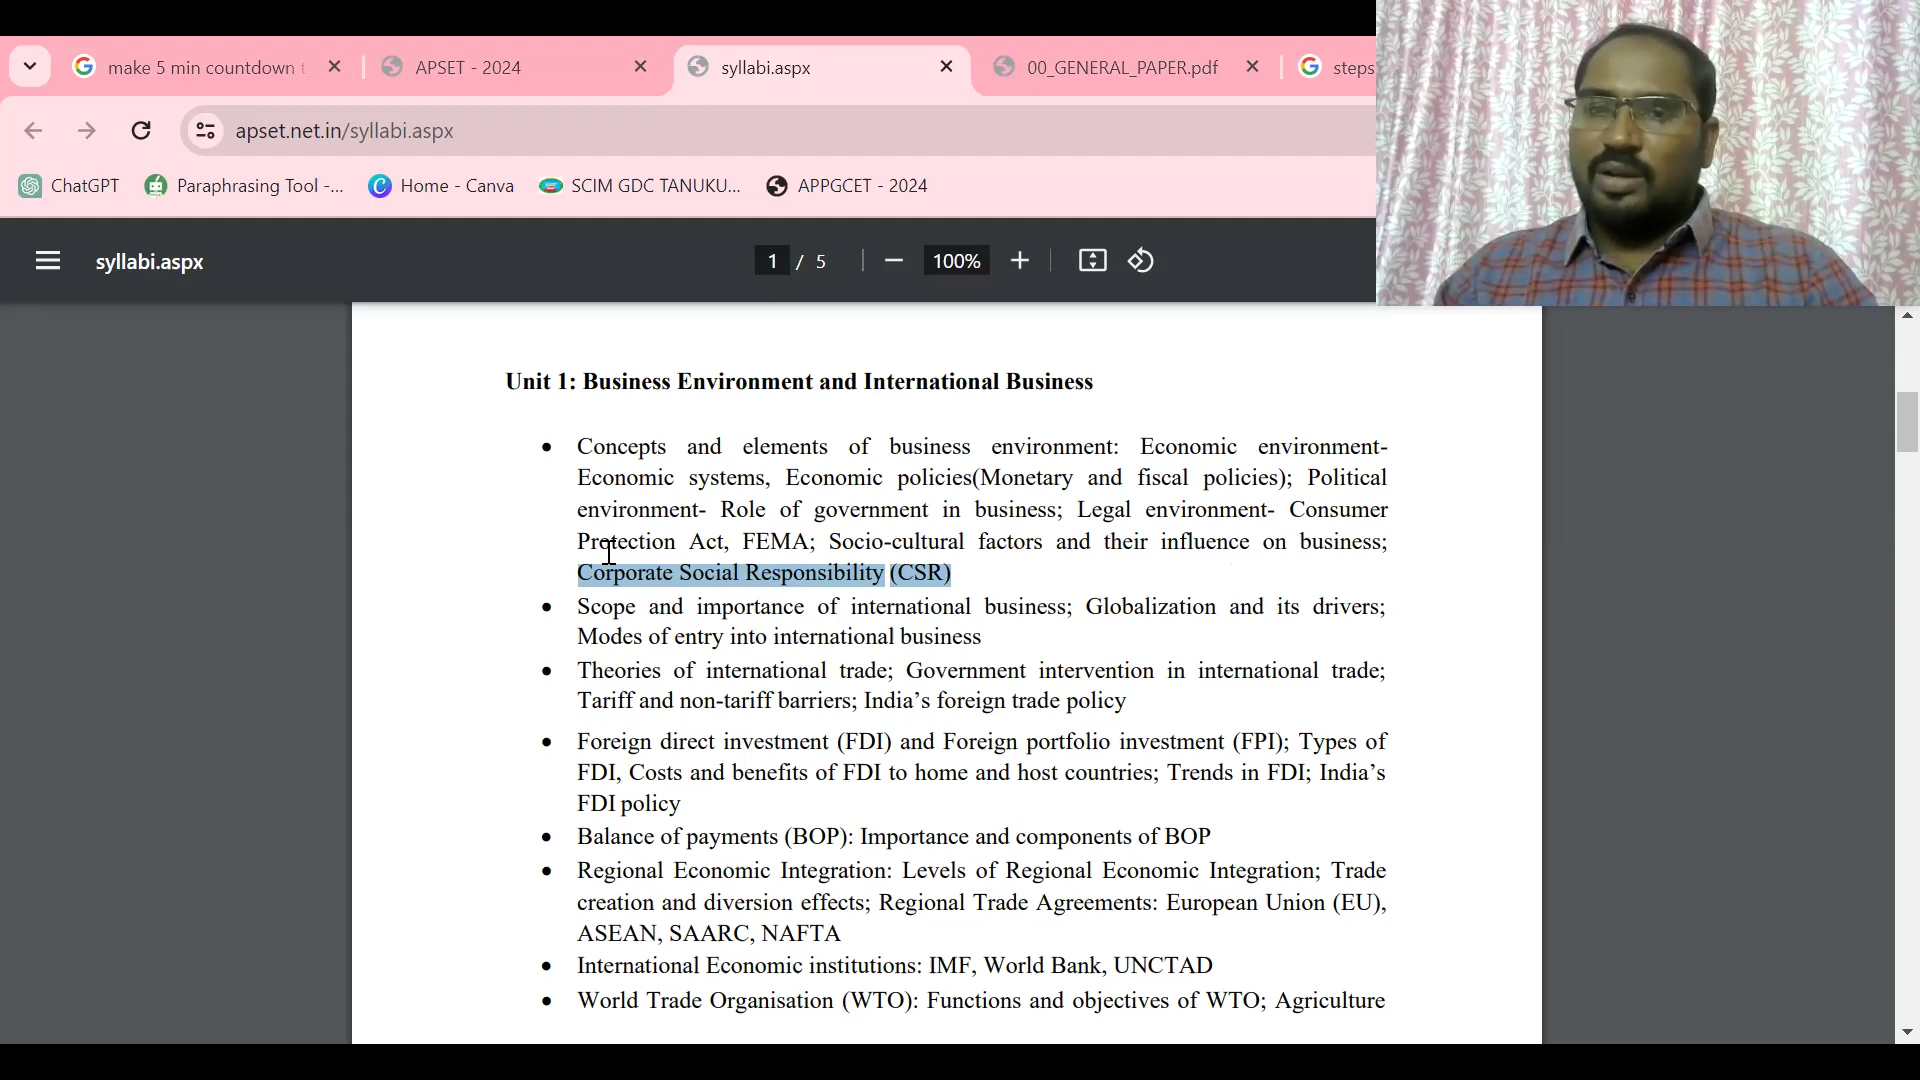 make 5 min countdown t
APSET - 2024
syllabi.aspx
00_GENERAL_PAPER.pdf
steps
apset.net.in/syllabi.aspx
ChatGPT
Paraphrasing Tool -...
Home - Canva
SCIM GDC TANUKU...
APPGCET - 2024
syllabi.aspx
1 / 5
100%
Unit 1: Business Environment and International Business
• Concepts and elements of business environment: Economic environment-
Economic systems, Economic policies(Monetary and fiscal policies); Political
environment- Role of government in business; Legal environment- Consumer
Protection Act, FEMA; Socio-cultural factors and their influence on business;
Corporate Social Responsibility (CSR)
• Scope and importance of international business; Globalization and its drivers;
Modes of entry into international business
• Theories of international trade; Government intervention in international trade;
Tariff and non-tariff barriers; India’s foreign trade policy
• Foreign direct investment (FDI) and Foreign portfolio investment (FPI); Types of
FDI, Costs and benefits of FDI to home and host countries; Trends in FDI; India’s
FDI policy
• Balance of payments (BOP): Importance and components of BOP
• Regional Economic Integration: Levels of Regional Economic Integration; Trade
creation and diversion effects; Regional Trade Agreements: European Union (EU),
ASEAN, SAARC, NAFTA
• International Economic institutions: IMF, World Bank, UNCTAD
• World Trade Organisation (WTO): Functions and objectives of WTO; Agriculture